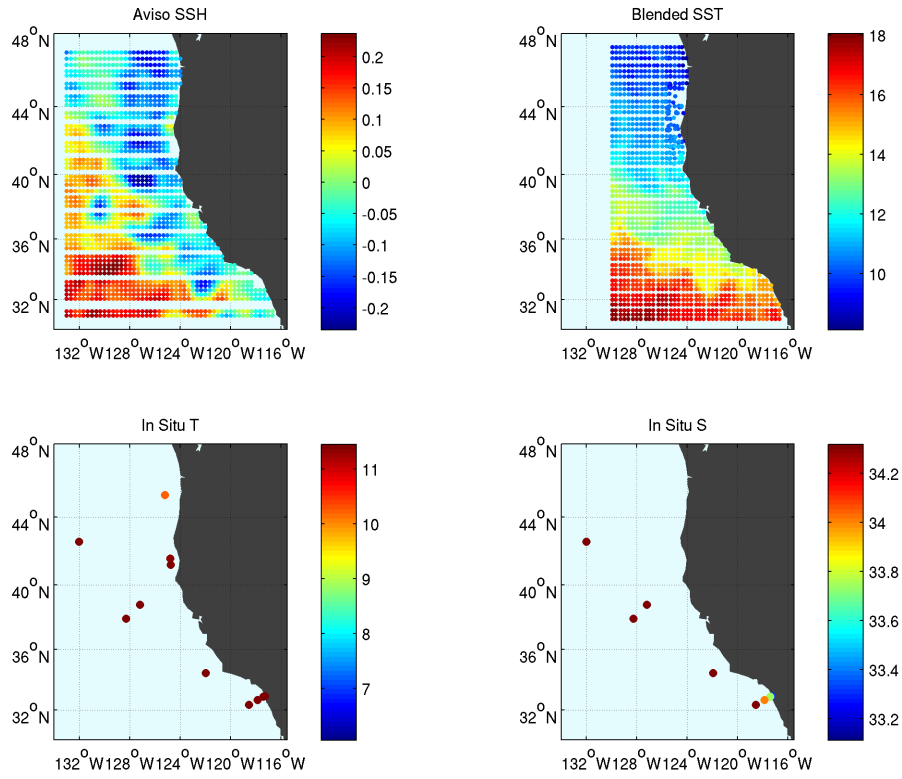 Aviso SSH
48°N
44°N
40°N
36°N
32°N
132°W128°W124°W120°W116°W
0.2
0.15
0.1
0.05
0
-0.05
-0.1
-0.15
-0.2
Blended SST
48°N
44°N
40°N
36°N
32°N
132°W128°W124°W120°W116°W
18
16
14
12
10
In Situ T
48°N
44°N
40°N
36°N
32°N
132°W128°W124°W120°W116°W
11
10
9
8
7
In Situ S
48°N
44°N
40°N
36°N
32°N
132°W128°W124°W120°W116°W
34.2
34
33.8
33.6
33.4
33.2